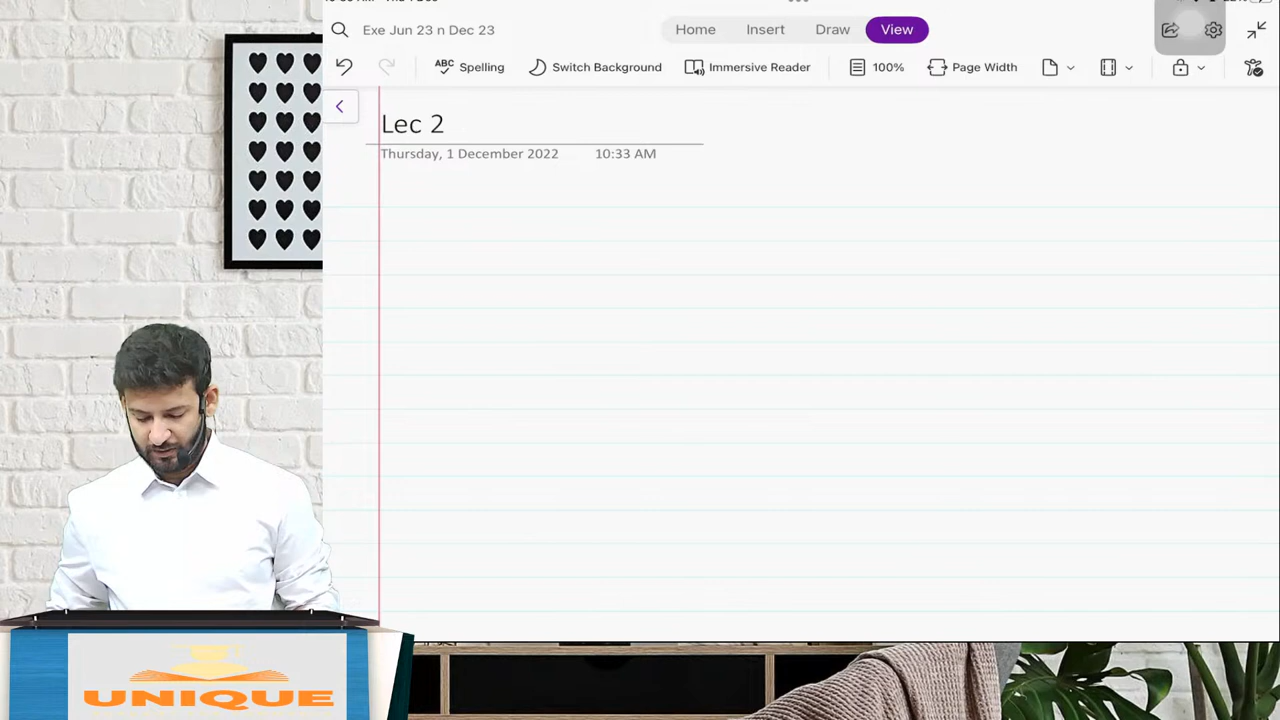 Exe Jun 23 n Dec 23
Home
Insert
Draw
View
ABC
Spelling
Switch Background
Immersive Reader
100%
Page Width
Lec 2
Thursday, 1 December 2022
10:33 AM
UNIQUE